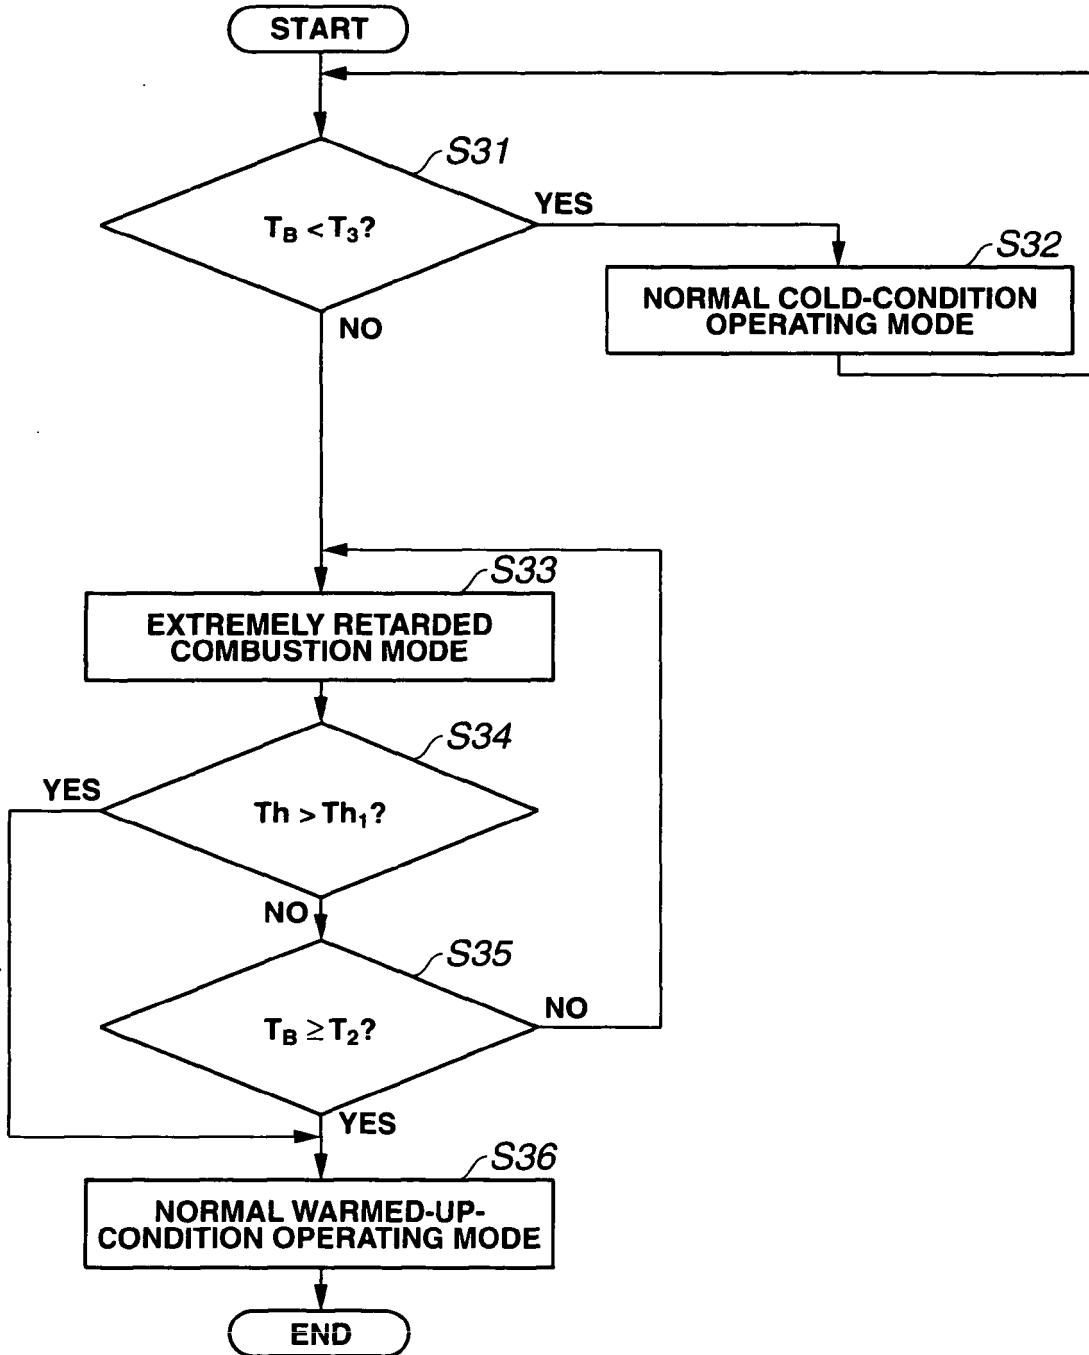 START
S31
T_B < T_3?
YES
NO
S32
NORMAL COLD-CONDITION
OPERATING MODE
S33
EXTREMELY RETARDED
COMBUSTION MODE
S34
YES
Th > Th_1?
NO
S35
T_B ≧ T_2?
NO
YES
S36
NORMAL WARMED-UP-
CONDITION OPERATING MODE
END